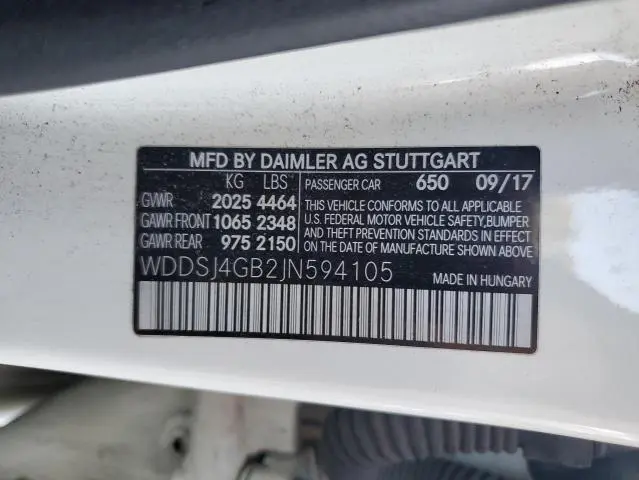 MFD BY DAIMLER AG STUTTGART
KG LBS
GVWR 2025 4464
GAWR FRONT 1065 2348
GAWR REAR 975 2150
PASSENGER CAR 650 09/17
THIS VEHICLE CONFORMS TO ALL APPLICABLE
U.S. FEDERAL MOTOR VEHICLE SAFETY,BUMPER
AND THEFT PREVENTION STANDARDS IN EFFECT
ON THE DATE OF MANUFACTURE SHOWN ABOVE
WDDSJ4GB2JN594105
MADE IN HUNGARY